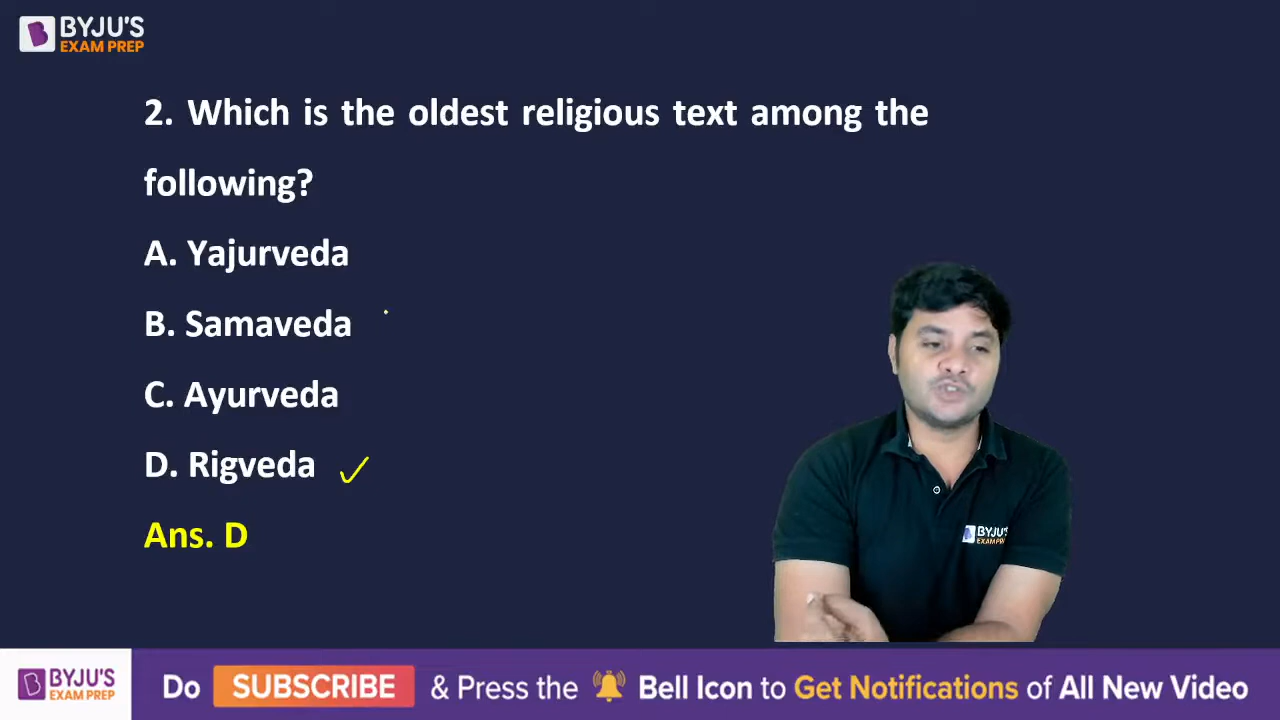 BYJU'S
EXAM PREP
2. Which is the oldest religious text among the
following?
A. Yajurveda
B. Samaveda
C. Ayurveda
D. Rigveda
Ans. D
BYJU'S
EXAM PREP
BYJU'S
EXAM PREP
Do SUBSCRIBE & Press the Bell Icon to Get Notifications of All New Video